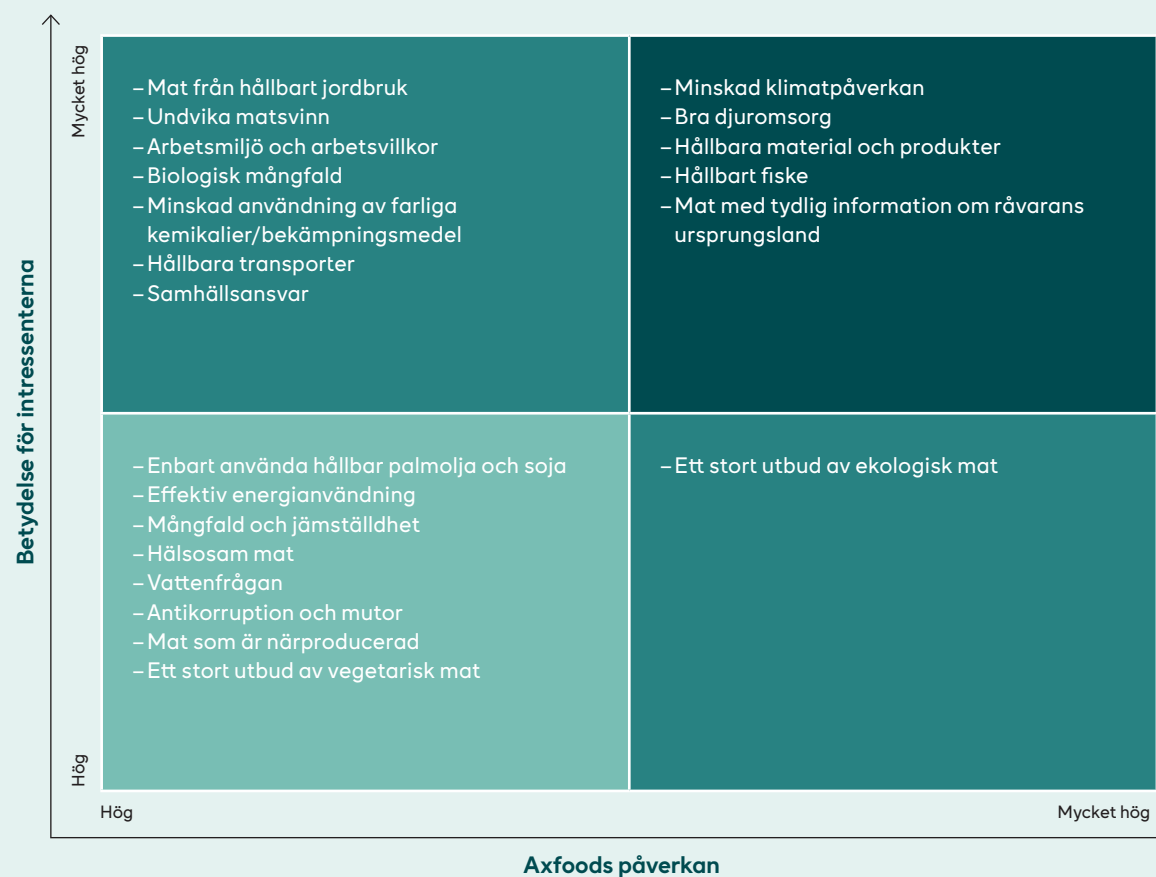 Betydelse för intressenterna
Mycket hög
– Mat från hållbart jordbruk
– Undvika matsvinn
– Arbetsmiljö och arbetsvillkor
– Biologisk mångfald
– Minskad användning av farliga
kemikalier/bekämpningsmedel
– Hållbara transporter
– Samhällsansvar
– Minskad klimatpåverkan
– Bra djuromsorg
– Hållbara material och produkter
– Hållbart fiske
– Mat med tydlig information om råvarans
ursprungsland
– Enbart använda hållbar palmolja och soja
– Effektiv energianvändning
– Mångfald och jämställdhet
– Hälsosam mat
– Vattenfrågan
– Antikorruption och mutor
– Mat som är närproducerad
– Ett stort utbud av vegetarisk mat
– Ett stort utbud av ekologisk mat
Hög
Hög
Mycket hög
Axfoods påverkan